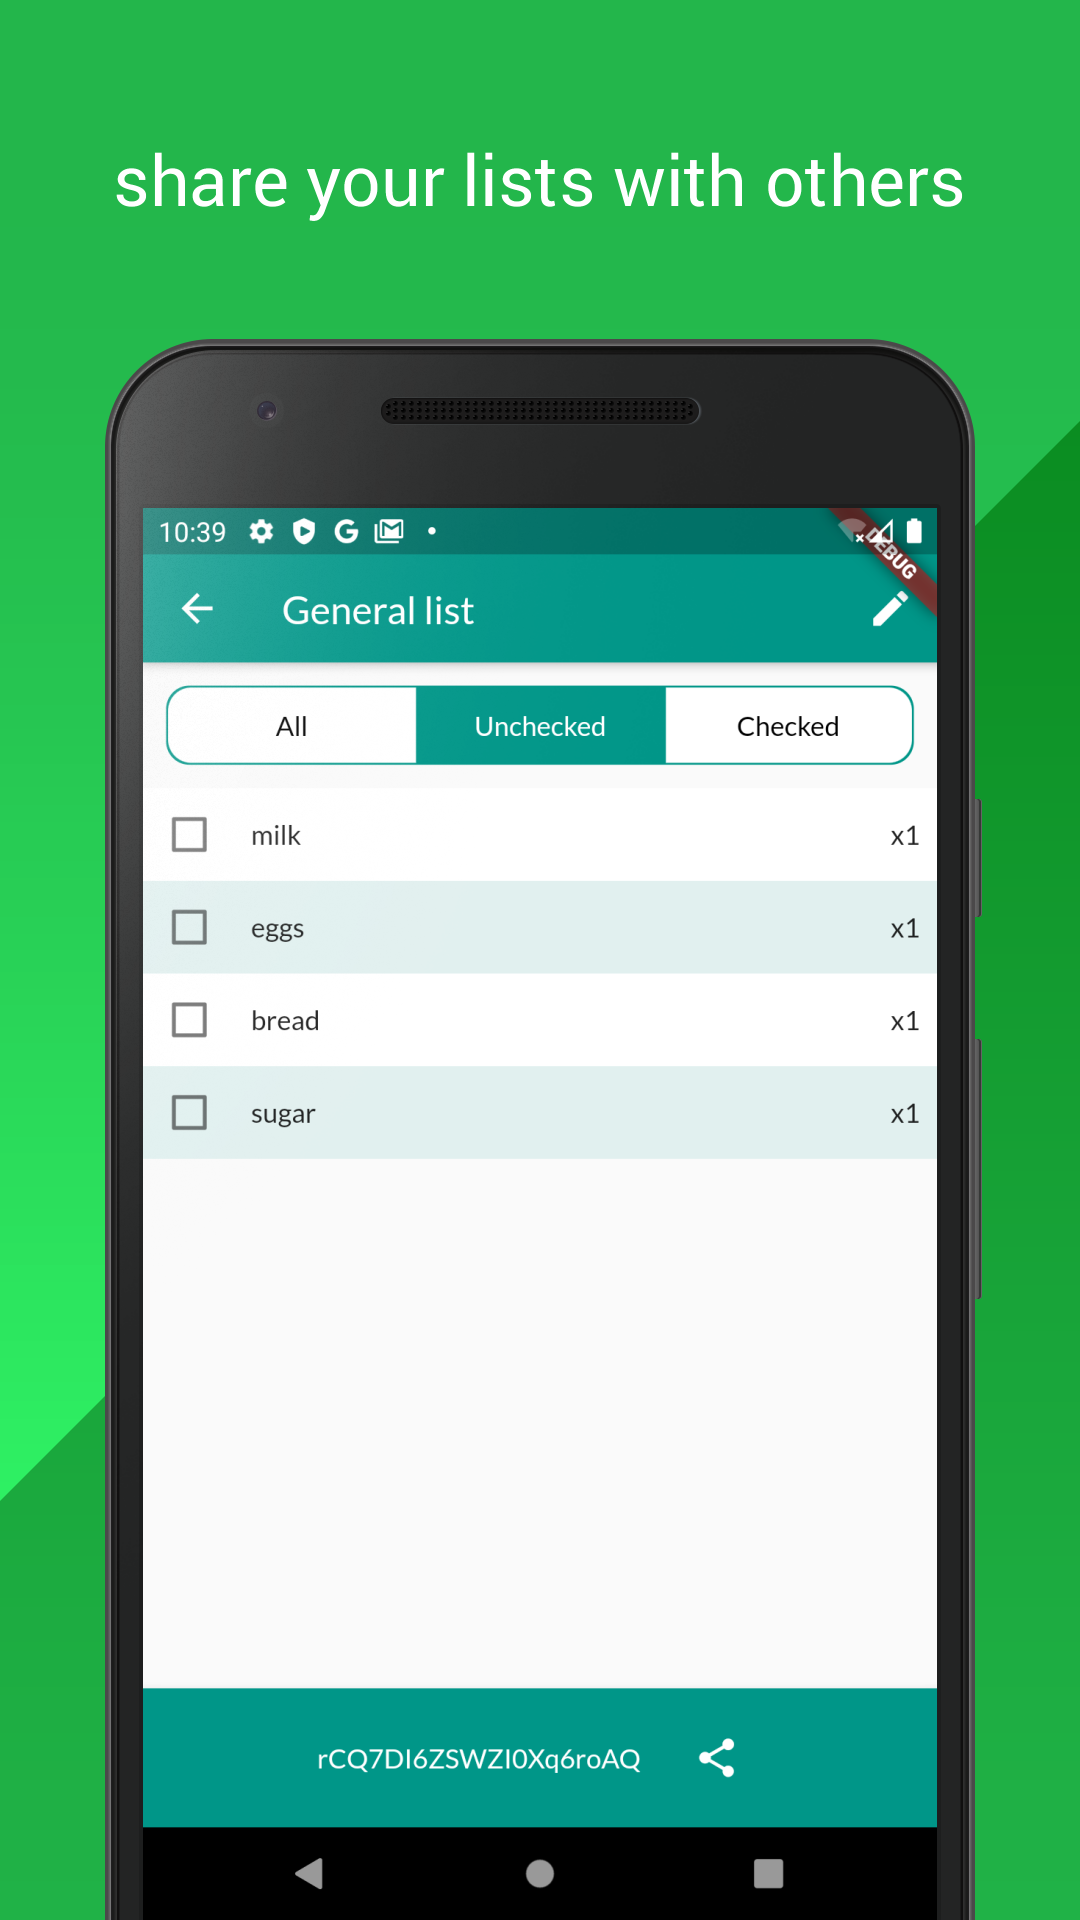 share your lists with others
10:39
DEBUG
General list
All Unchecked Checked
milk x1
eggs x1
bread x1
sugar x1
rCQ7DI6ZSWZI0Xq6roAQ